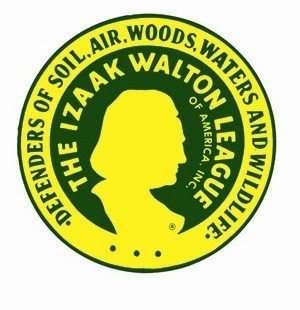 ·DEFENDERS OF SOIL, AIR, WOODS, WATERS AND WILDLIFE·
THE IZAAK WALTON LEAGUE
OF AMERICA, INC.
®